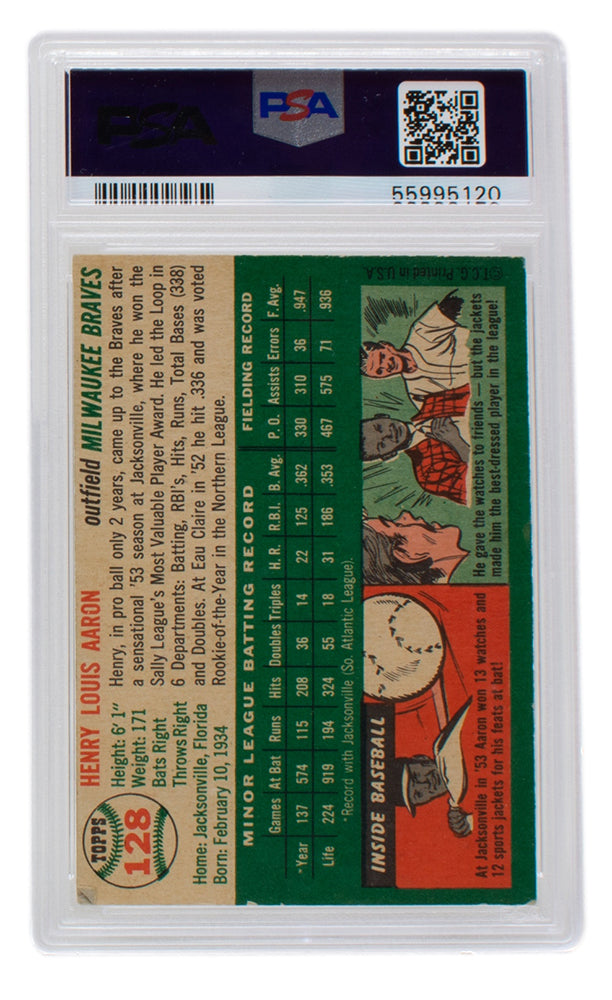 PSA
PSA
55995120
TOPPS
128
HENRY LOUIS AARON
outfield MILWAUKEE BRAVES
Height: 6' 1"
Weight: 171
Bats Right
Throws Right
Home: Jacksonville, Florida
Born: February 10, 1934
Henry, in pro ball only 2 years, came up to the Braves after
a sensational '53 season at Jacksonville, where he won the
Sally League's Most Valuable Player Award. He led the Loop in
6 Departments: Batting, RBI's, Hits, Runs, Total Bases (338)
and Doubles. At Eau Claire in '52 he hit .336 and was voted
Rookie-of-the-Year in the Northern League.
MINOR LEAGUE BATTING RECORD FIELDING RECORD
Games At Bat Runs Hits Doubles Triples H.R. R.B.I. B. Avg. P.O. Assists Errors F. Avg.
*Year 137 574 115 208 36 14 22 125 .362 330 310 36 .947
Life 224 919 194 324 55 18 31 186 .353 467 575 71 .936
*Record with Jacksonville (So. Atlantic League).
©T.C.G. Printed in U.S.A.
INSIDE BASEBALL
At Jacksonville in '53 Aaron won 13 watches and
12 sports jackets for his feats at bat!
He gave the watches to friends — but the jackets
made him the best-dressed player in the league!